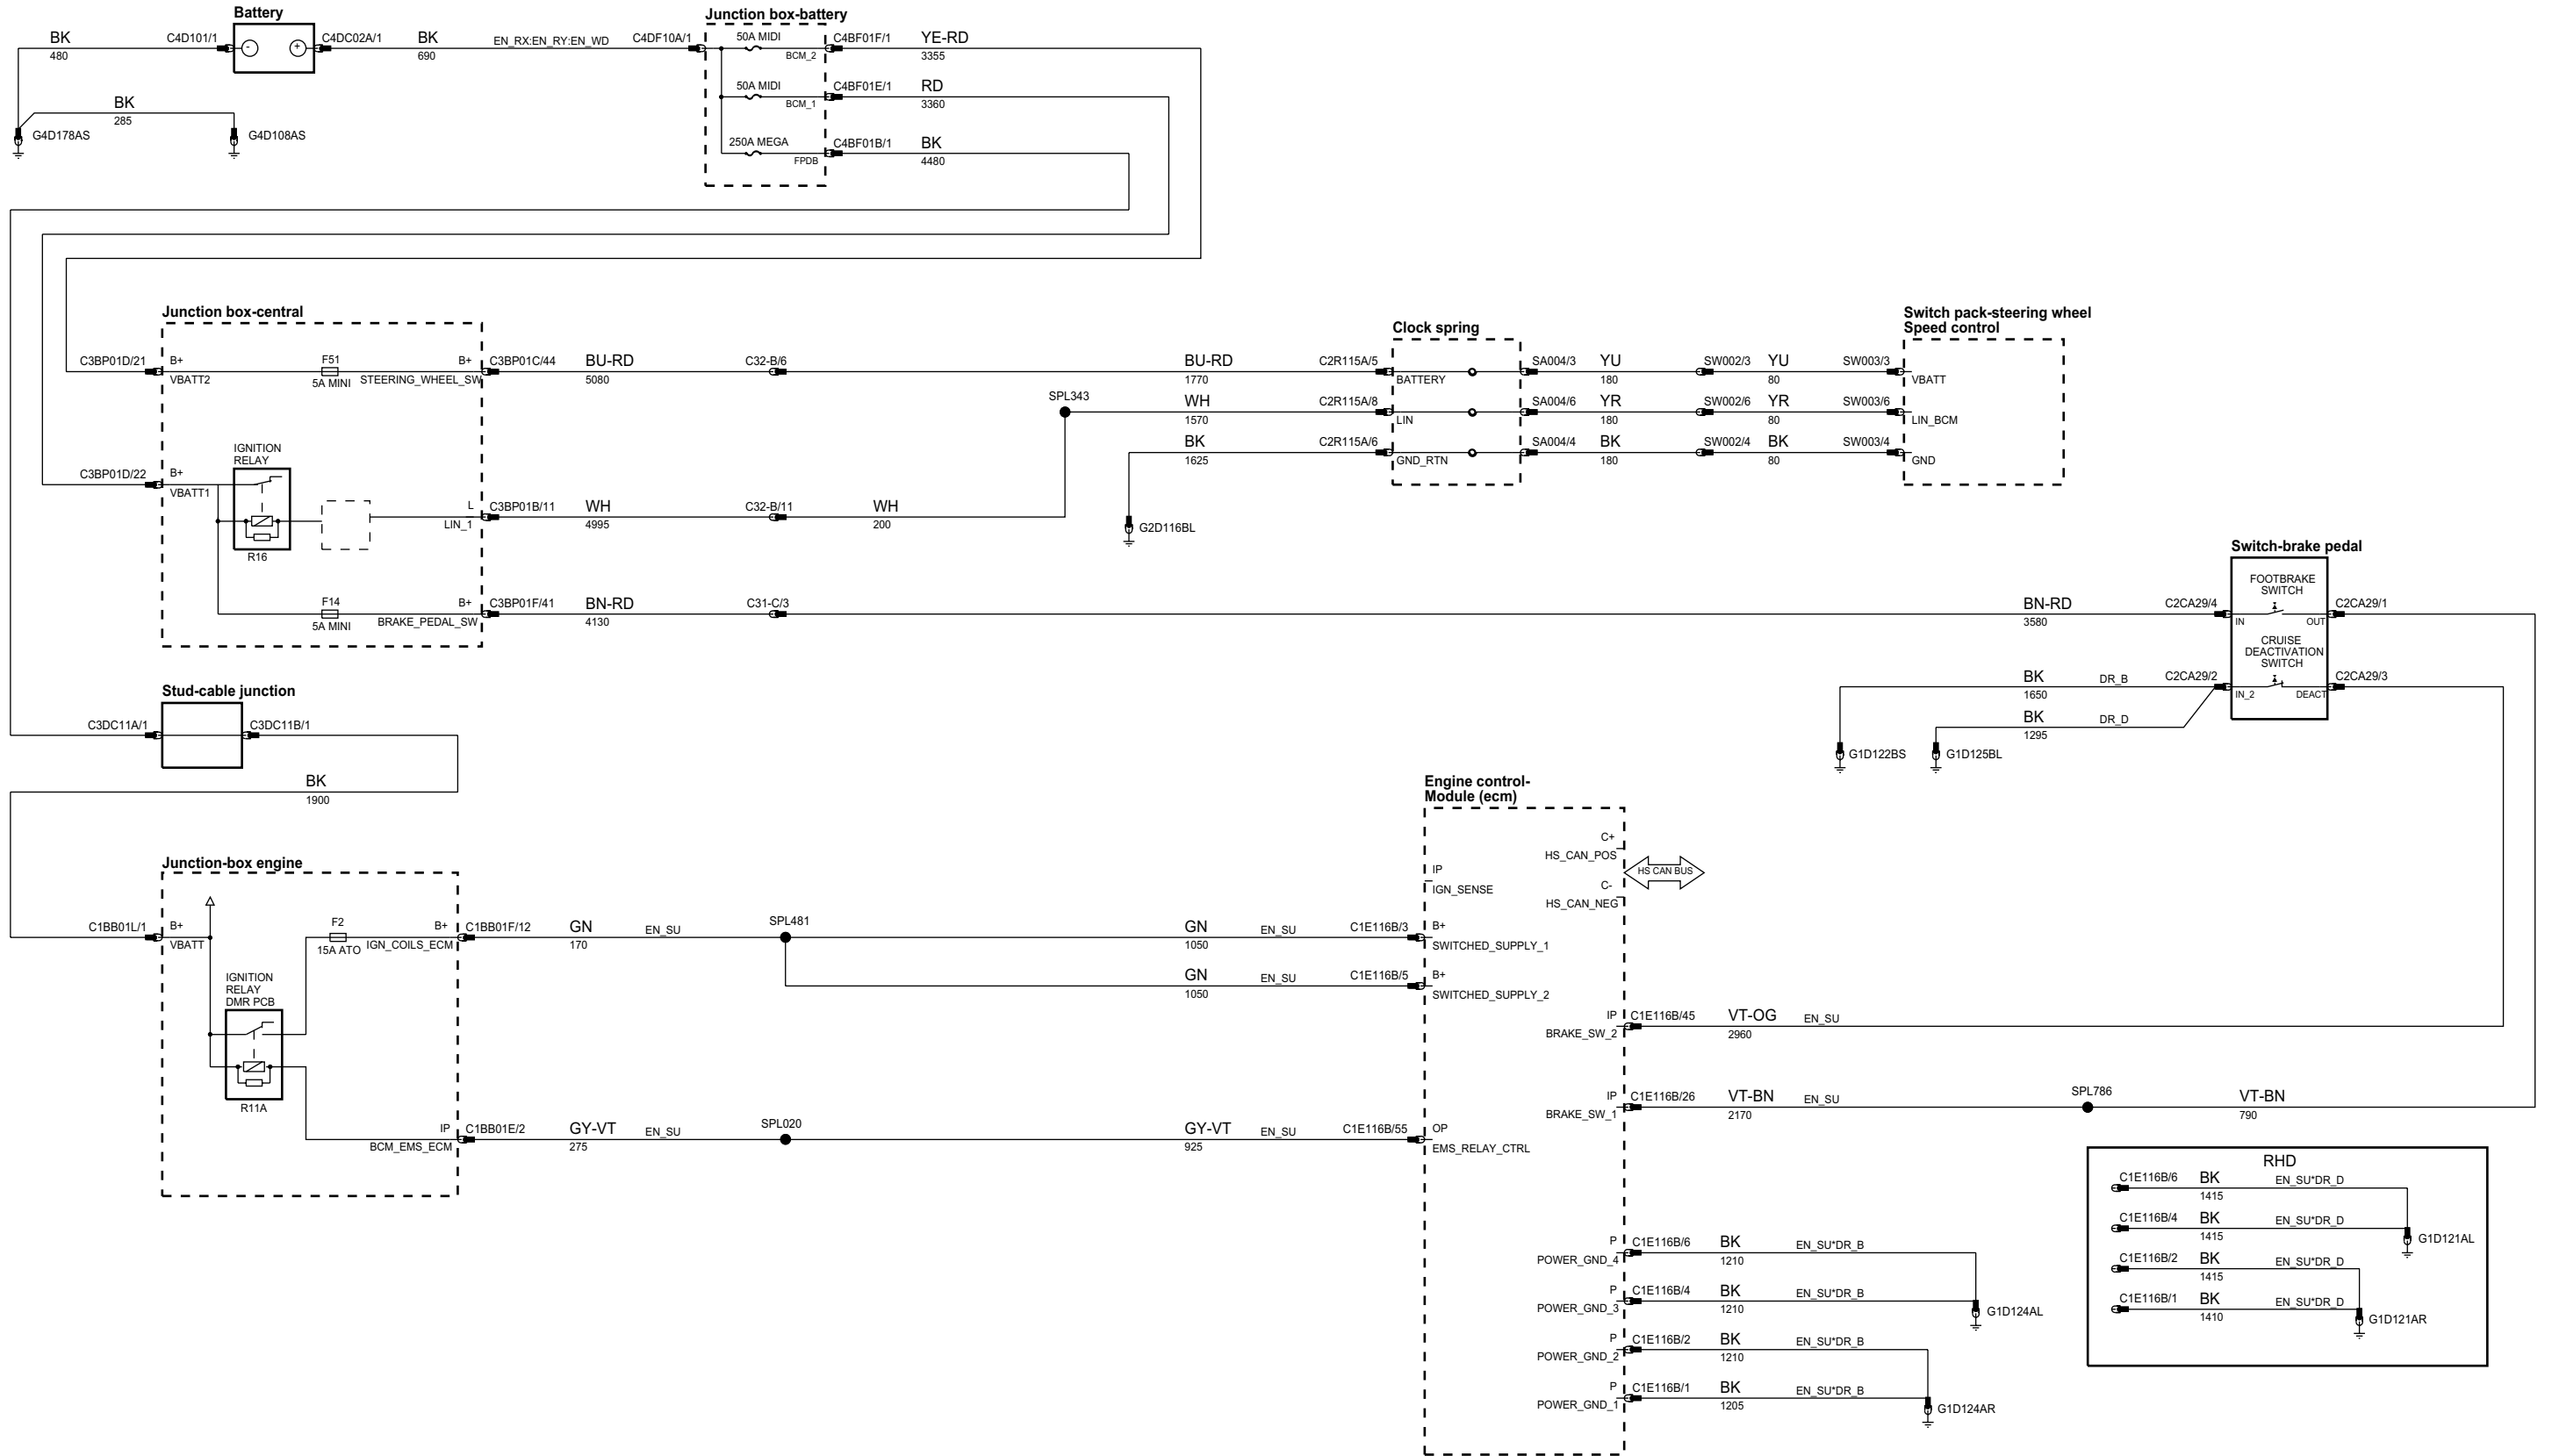 Battery
BK
480
C4D101/1
-
+
C4DC02A/1
BK
690
EN_RX:EN_RY:EN_WD
C4DF10A/1
BK
285
G4D178AS
G4D108AS
Junction box-battery
50A MIDI
BCM_2
C4BF01F/1
YE-RD
3355
50A MIDI
BCM_1
C4BF01E/1
RD
3360
250A MEGA
FPDB
C4BF01B/1
BK
4480
Junction box-central
C3BP01D/21
B+
VBATT2
F51
5A MINI
B+
STEERING_WHEEL_SW
C3BP01C/44
BU-RD
5080
C32-B/6
BU-RD
1770
C2R115A/5
IGNITION
RELAY
C3BP01D/22
B+
VBATT1
R16
L
LIN_1
C3BP01B/11
WH
4995
C32-B/11
WH
200
SPL343
WH
1570
C2R115A/8
BK
1625
C2R115A/6
G2D116BL
F14
5A MINI
B+
BRAKE_PEDAL_SW
C3BP01F/41
BN-RD
4130
C31-C/3
BN-RD
3580
C2CA29/4
Clock spring
BATTERY
LIN
GND_RTN
SA004/3
YU
180
SW002/3
YU
80
SW003/3
SA004/6
YR
180
SW002/6
YR
80
SW003/6
SA004/4
BK
180
SW002/4
BK
80
SW003/4
Switch pack-steering wheel
Speed control
VBATT
LIN_BCM
GND
Switch-brake pedal
FOOTBRAKE
SWITCH
IN
OUT
C2CA29/1
CRUISE
DEACTIVATION
SWITCH
IN_2
DEACT
C2CA29/3
BK
1650
DR_B
C2CA29/2
BK
1295
DR_D
G1D122BS
G1D125BL
Stud-cable junction
C3DC11A/1
C3DC11B/1
BK
1900
Junction-box engine
C1BB01L/1
B+
VBATT
F2
15A ATO
B+
IGN_COILS_ECM
C1BB01F/12
GN
170
EN_SU
SPL481
GN
1050
EN_SU
C1E116B/3
GN
1050
EN_SU
C1E116B/5
IGNITION
RELAY
DMR PCB
R11A
IP
BCM_EMS_ECM
C1BB01E/2
GY-VT
275
EN_SU
SPL020
GY-VT
925
EN_SU
C1E116B/55
Engine control-
Module (ecm)
C+
HS_CAN_POS
HS CAN BUS
C-
HS_CAN_NEG
IP
IGN_SENSE
B+
SWITCHED_SUPPLY_1
B+
SWITCHED_SUPPLY_2
IP
BRAKE_SW_2
C1E116B/45
VT-OG
2960
EN_SU
IP
BRAKE_SW_1
C1E116B/26
VT-BN
2170
EN_SU
SPL786
VT-BN
790
OP
EMS_RELAY_CTRL
P
POWER_GND_4
C1E116B/6
BK
1210
EN_SU*DR_B
P
POWER_GND_3
C1E116B/4
BK
1210
EN_SU*DR_B
G1D124AL
P
POWER_GND_2
C1E116B/2
BK
1210
EN_SU*DR_B
P
POWER_GND_1
C1E116B/1
BK
1205
EN_SU*DR_B
G1D124AR
RHD
C1E116B/6
BK
1415
EN_SU*DR_D
C1E116B/4
BK
1415
EN_SU*DR_D
G1D121AL
C1E116B/2
BK
1415
EN_SU*DR_D
C1E116B/1
BK
1410
EN_SU*DR_D
G1D121AR